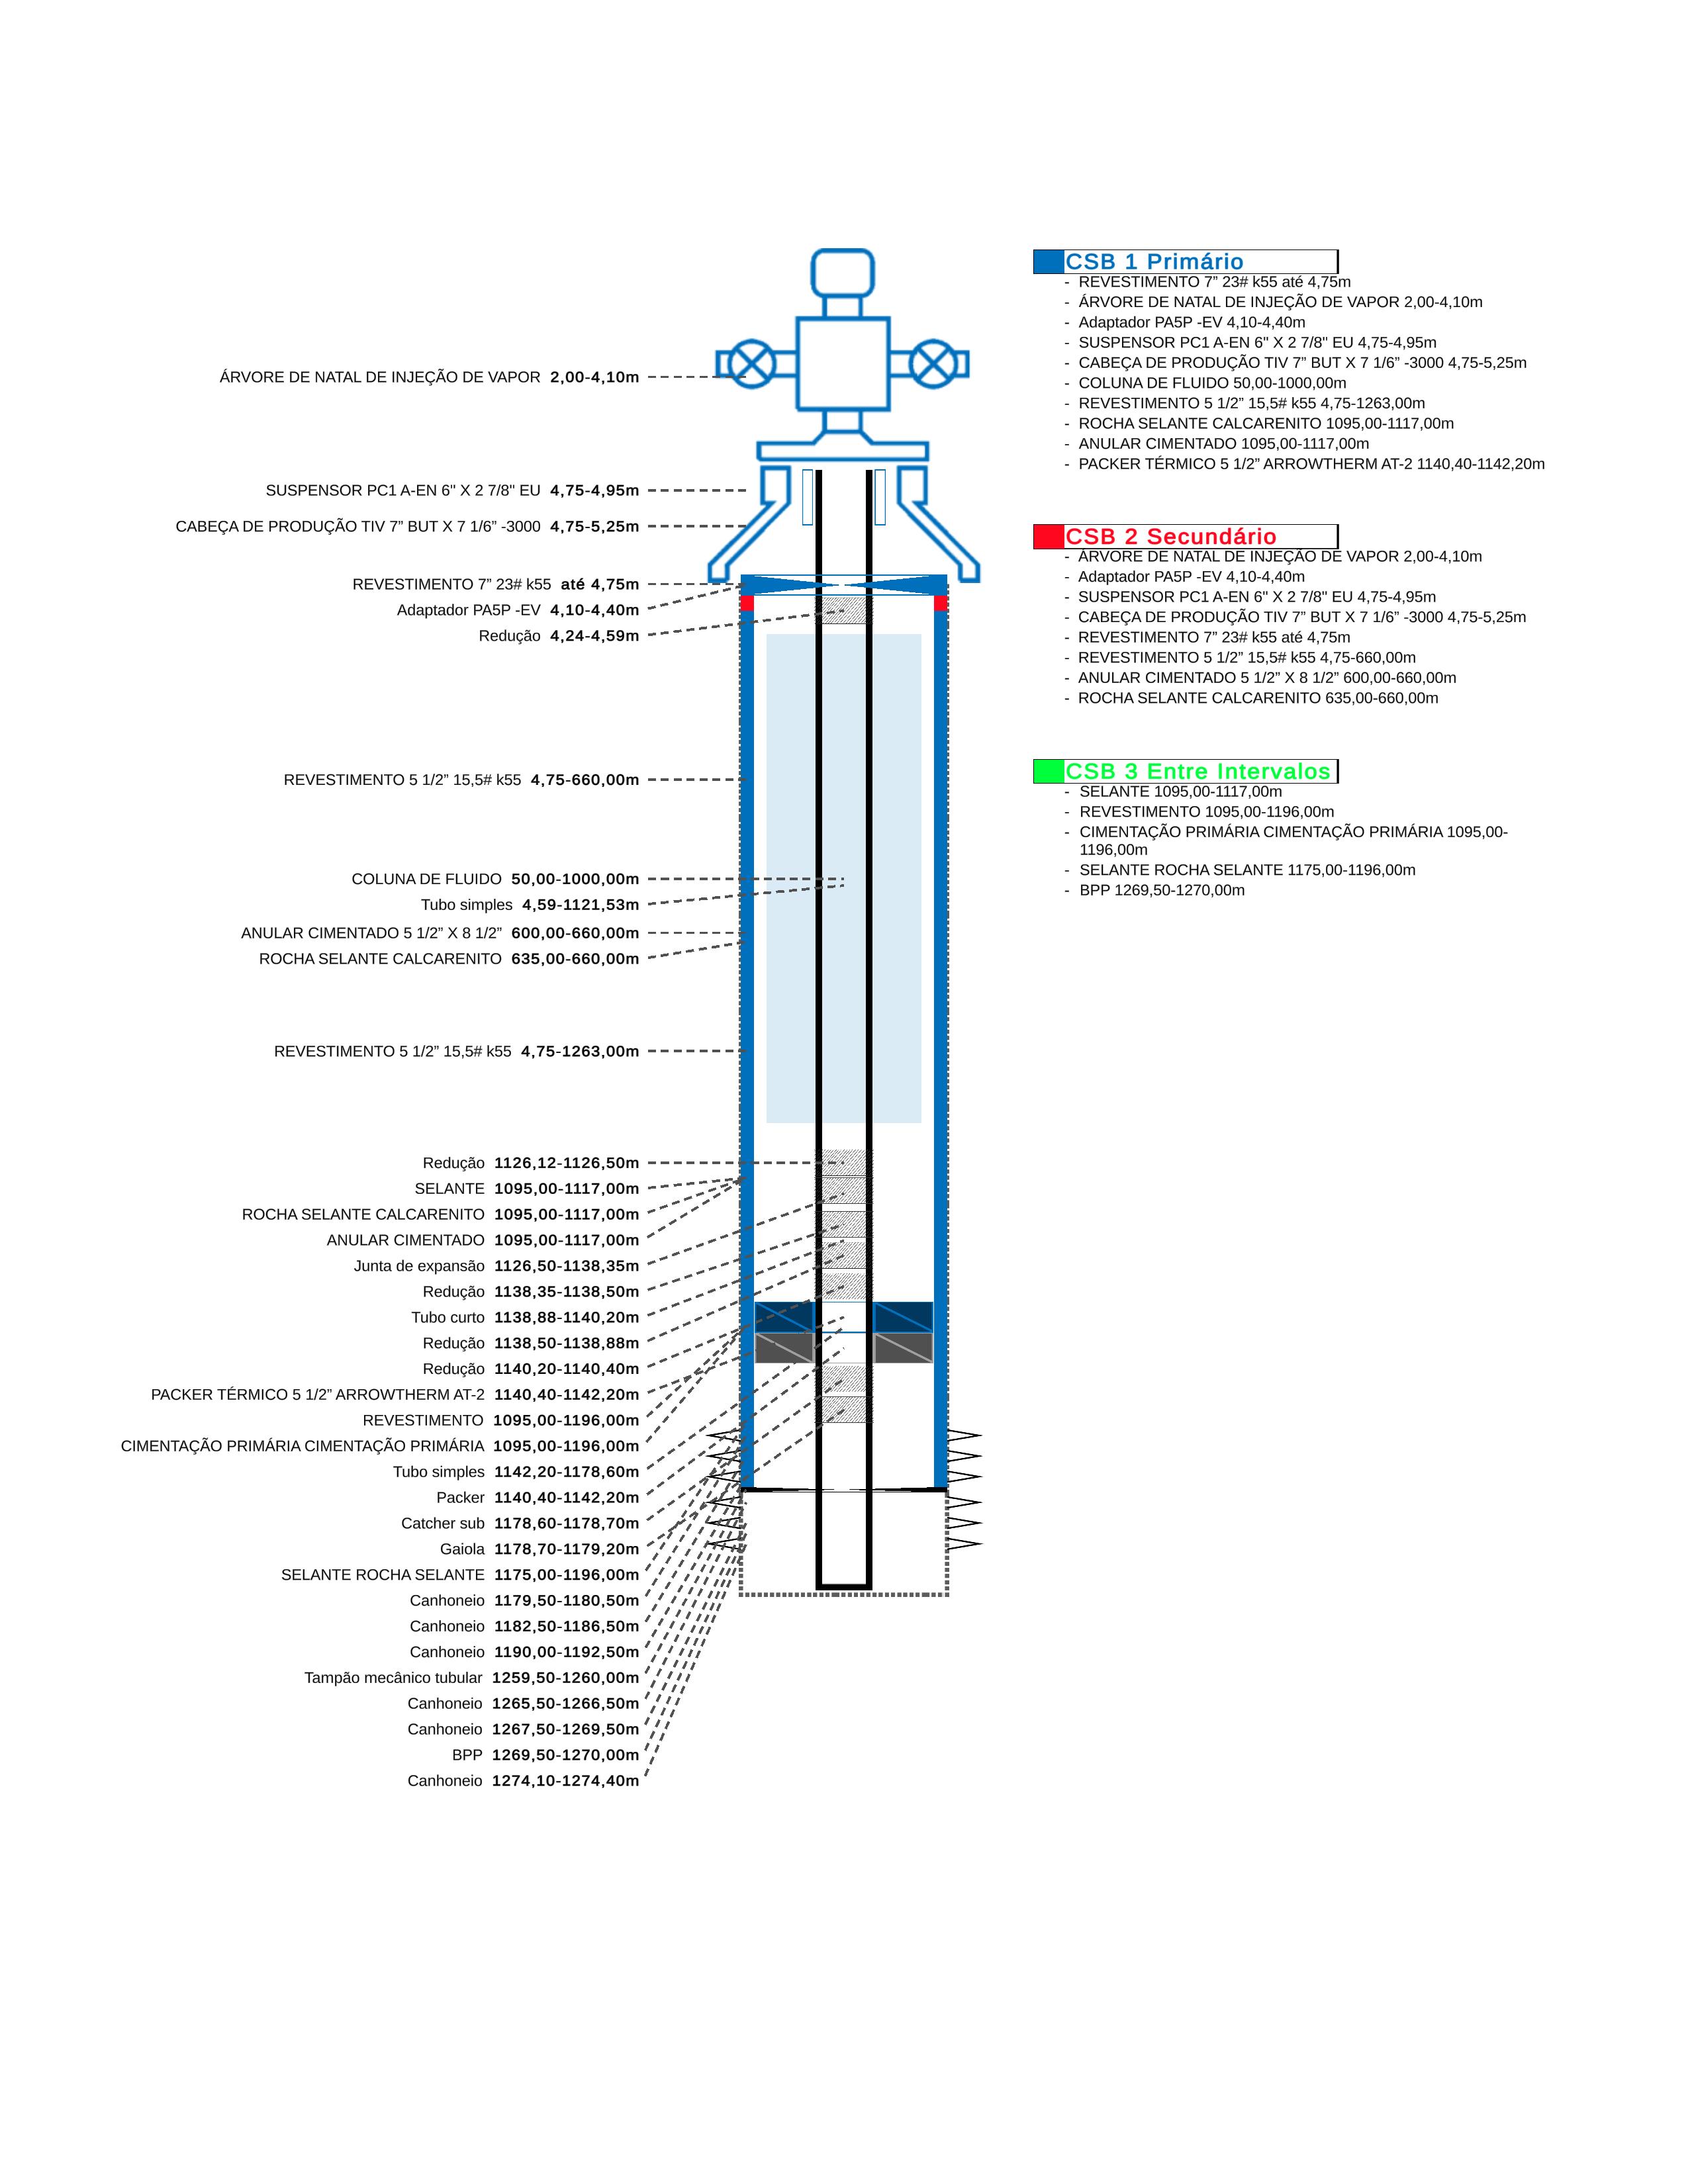 ÁRVORE DE NATAL DE INJEÇÃO DE VAPOR 2,00-4,10m
SUSPENSOR PC1 A-EN 6" X 2 7/8" EU 4,75-4,95m
CABEÇA DE PRODUÇÃO TIV 7” BUT X 7 1/6” -3000 4,75-5,25m
REVESTIMENTO 7” 23# k55 até 4,75m
Adaptador PA5P -EV 4,10-4,40m
Redução 4,24-4,59m
REVESTIMENTO 5 1/2” 15,5# k55 4,75-660,00m
COLUNA DE FLUIDO 50,00-1000,00m
Tubo simples 4,59-1121,53m
ANULAR CIMENTADO 5 1/2” X 8 1/2” 600,00-660,00m
ROCHA SELANTE CALCARENITO 635,00-660,00m
REVESTIMENTO 5 1/2” 15,5# k55 4,75-1263,00m
Redução 1126,12-1126,50m
SELANTE 1095,00-1117,00m
ROCHA SELANTE CALCARENITO 1095,00-1117,00m
ANULAR CIMENTADO 1095,00-1117,00m
Junta de expansão 1126,50-1138,35m
Redução 1138,35-1138,50m
Tubo curto 1138,88-1140,20m
Redução 1138,50-1138,88m
Redução 1140,20-1140,40m
PACKER TÉRMICO 5 1/2” ARROWTHERM AT-2 1140,40-1142,20m
REVESTIMENTO 1095,00-1196,00m
CIMENTAÇÃO PRIMÁRIA CIMENTAÇÃO PRIMÁRIA 1095,00-1196,00m
Tubo simples 1142,20-1178,60m
Packer 1140,40-1142,20m
Catcher sub 1178,60-1178,70m
Gaiola 1178,70-1179,20m
SELANTE ROCHA SELANTE 1175,00-1196,00m
Canhoneio 1179,50-1180,50m
Canhoneio 1182,50-1186,50m
Canhoneio 1190,00-1192,50m
Tampão mecânico tubular 1259,50-1260,00m
Canhoneio 1265,50-1266,50m
Canhoneio 1267,50-1269,50m
BPP 1269,50-1270,00m
Canhoneio 1274,10-1274,40m
CSB 1 Primário
- REVESTIMENTO 7” 23# k55 até 4,75m
- ÁRVORE DE NATAL DE INJEÇÃO DE VAPOR 2,00-4,10m
- Adaptador PA5P -EV 4,10-4,40m
- SUSPENSOR PC1 A-EN 6" X 2 7/8" EU 4,75-4,95m
- CABEÇA DE PRODUÇÃO TIV 7” BUT X 7 1/6” -3000 4,75-5,25m
- COLUNA DE FLUIDO 50,00-1000,00m
- REVESTIMENTO 5 1/2” 15,5# k55 4,75-1263,00m
- ROCHA SELANTE CALCARENITO 1095,00-1117,00m
- ANULAR CIMENTADO 1095,00-1117,00m
- PACKER TÉRMICO 5 1/2” ARROWTHERM AT-2 1140,40-1142,20m
CSB 2 Secundário
- ÁRVORE DE NATAL DE INJEÇÃO DE VAPOR 2,00-4,10m
- Adaptador PA5P -EV 4,10-4,40m
- SUSPENSOR PC1 A-EN 6" X 2 7/8" EU 4,75-4,95m
- CABEÇA DE PRODUÇÃO TIV 7” BUT X 7 1/6” -3000 4,75-5,25m
- REVESTIMENTO 7” 23# k55 até 4,75m
- REVESTIMENTO 5 1/2” 15,5# k55 4,75-660,00m
- ANULAR CIMENTADO 5 1/2” X 8 1/2” 600,00-660,00m
- ROCHA SELANTE CALCARENITO 635,00-660,00m
CSB 3 Entre Intervalos
- SELANTE 1095,00-1117,00m
- REVESTIMENTO 1095,00-1196,00m
- CIMENTAÇÃO PRIMÁRIA CIMENTAÇÃO PRIMÁRIA 1095,00-
1196,00m
- SELANTE ROCHA SELANTE 1175,00-1196,00m
- BPP 1269,50-1270,00m